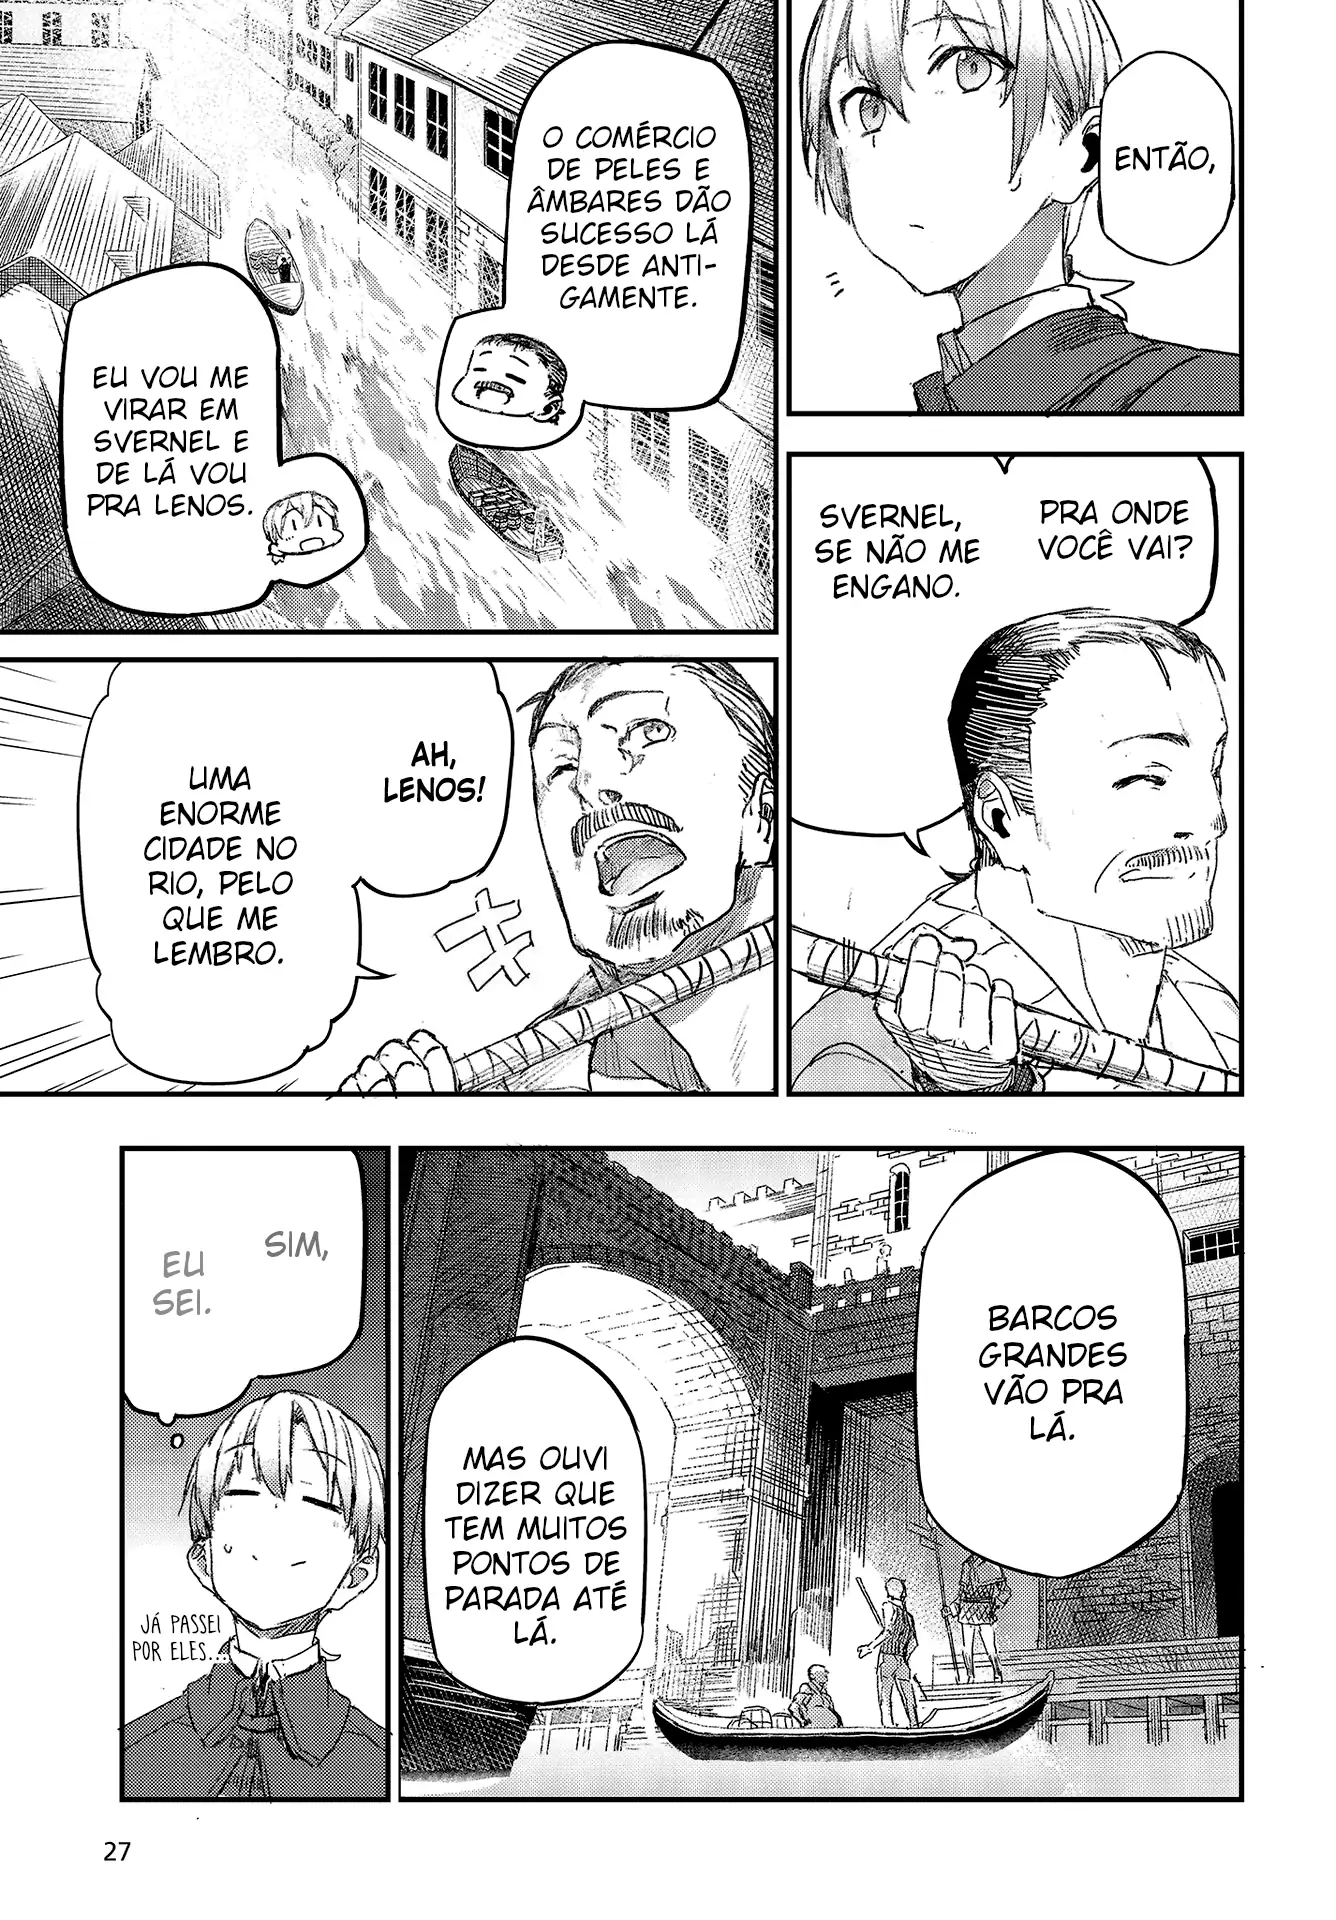 ENTÃO,
PRA ONDE
VOCÊ VAI?
SVERNEL,
SE NÃO ME
ENGANO.
O COMÉRCIO
DE PELES E
ÂMBARES DÃO
SUCESSO LÁ
DESDE ANTI-
GAMENTE.
EU VOU ME
VIRAR EM
SVERNEL E
DE LÁ VOU
PRA LENOS.
AH,
LENOS!
UMA
ENORME
CIDADE NO
RIO, PELO
QUE ME
LEMBRO.
BARCOS
GRANDES
VÃO PRA
LÁ.
MAS OUVI
DIZER QUE
TEM MUITOS
PONTOS DE
PARADA ATÉ
LÁ.
SIM,
EU
SEI.
JÁ PASSEI
POR ELES...
27